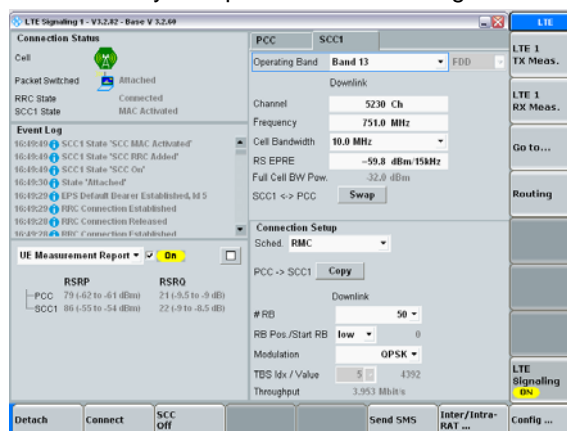 LTE Signaling 1 - V3.2.82 - Base V 3.2.60
LTE
Connection Status
Cell
Packet Switched Attached
RRC State Connected
SCC1 State MAC Activated
Event Log
16:49:49 SCC1 State 'SCC MAC Activated'
16:49:49 SCC1 State 'SCC RRC Added'
16:49:49 SCC1 State 'SCC On'
16:49:30 State 'Attached'
16:49:29 EPS Default Bearer Established, Id 5
16:49:29 RRC Connection Established
16:49:28 RRC Connection Released
16:49:28 RRC Connection Established
UE Measurement Report On
RSRP RSRQ
PCC 79 (-62 to -61 dBm) 21 (-9.5 to -9 dB)
SCC1 86 (-55 to -54 dBm) 22 (-9 to -8.5 dB)
PCC SCC1
Operating Band Band 13 FDD
Downlink
Channel 5230 Ch
Frequency 751.0 MHz
Cell Bandwidth 10.0 MHz
RS EPRE -59.8 dBm/15kHz
Full Cell BW Pow. -32.0 dBm
SCC1 <-> PCC Swap
Connection Setup
Sched. RMC
PCC -> SCC1 Copy
Downlink
# RB 50
RB Pos./Start RB low 0
Modulation QPSK
TBS Idx / Value 5 4392
Throughput 3.953 Mbit/s
LTE 1
TX Meas.
LTE 1
RX Meas.
Go to...
Routing
LTE
Signaling
ON
Detach Connect SCC Off Send SMS Inter/Intra-RAT ... Config ...